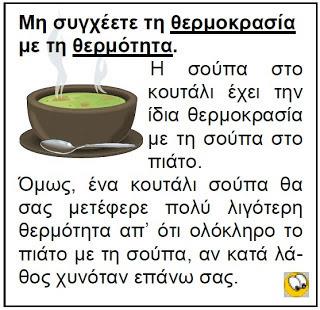 Μη συγχέετε τη θερμοκρασία
με τη θερμότητα.
Η σούπα στο
κουτάλι έχει την
ίδια θερμοκρασία
με τη σούπα στο
πιάτο.
Όμως, ένα κουτάλι σούπα θα
σας μετέφερε πολύ λιγότερη
θερμότητα απ’ ότι ολόκληρο το
πιάτο με τη σούπα, αν κατά λά-
θος χυνόταν επάνω σας.